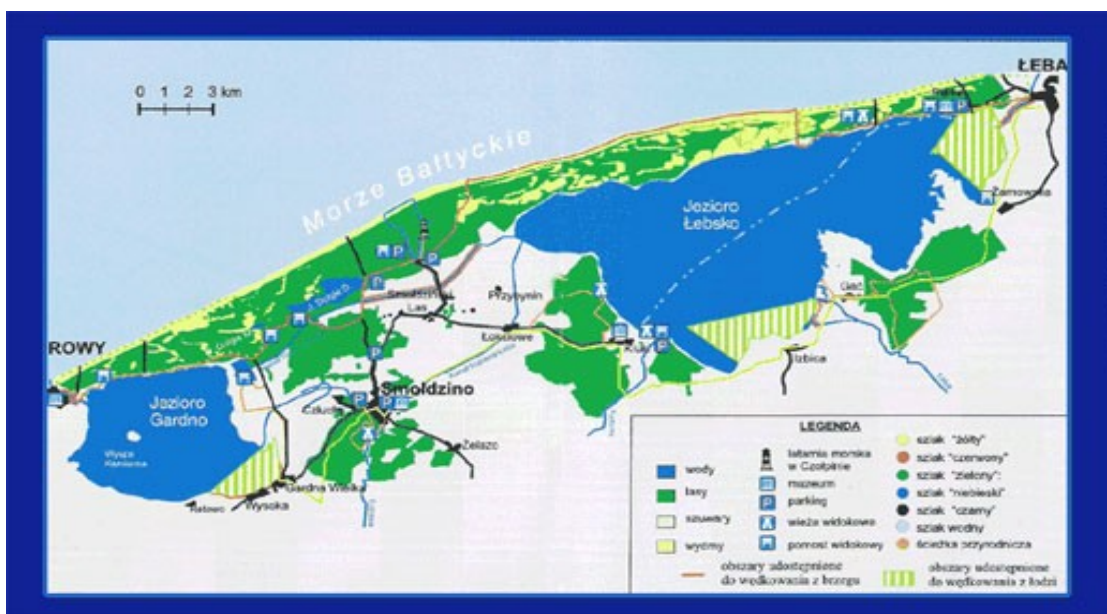 ŁEBA
0 1 2 3 km
Morze Bałtyckie
Jezioro
Łebsko
Żarnowska
Gać
Przybynin
Smołdziński
Las
Izbica
ROWY
Smołdzino
Człuchy
Żelazo
Jezioro
Gardno
Gardna Wielka
Wysoka
Retowo
LEGENDA
wody
lasy
szuwary
wydmy
latarnia morska
w Czołpinie
muzeum
parking
wieża widokowa
pomost widokowy
szlak "żółty"
szlak "czerwony"
szlak "zielony":
szlak "niebieski"
szlak "czarny"
szlak wodny
ścieżka przyrodnicza
obszary udostępnione
do wędkowania z brzegu
obszary udostępnione
do wędkowania z łodzi